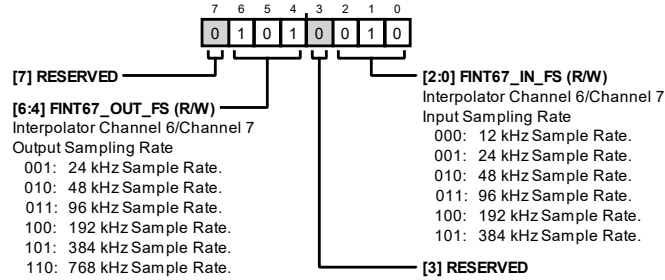 7 6 5 4 3 2 1 0
0 1 0 1 0 0 1 0
[7] RESERVED
[6:4] FINT67_OUT_FS (R/W)
Interpolator Channel 6/Channel 7
Output Sampling Rate
001: 24 kHz Sample Rate.
010: 48 kHz Sample Rate.
011: 96 kHz Sample Rate.
100: 192 kHz Sample Rate.
101: 384 kHz Sample Rate.
110: 768 kHz Sample Rate.
[2:0] FINT67_IN_FS (R/W)
Interpolator Channel 6/Channel 7
Input Sampling Rate
000: 12 kHz Sample Rate.
001: 24 kHz Sample Rate.
010: 48 kHz Sample Rate.
011: 96 kHz Sample Rate.
100: 192 kHz Sample Rate.
101: 384 kHz Sample Rate.
[3] RESERVED